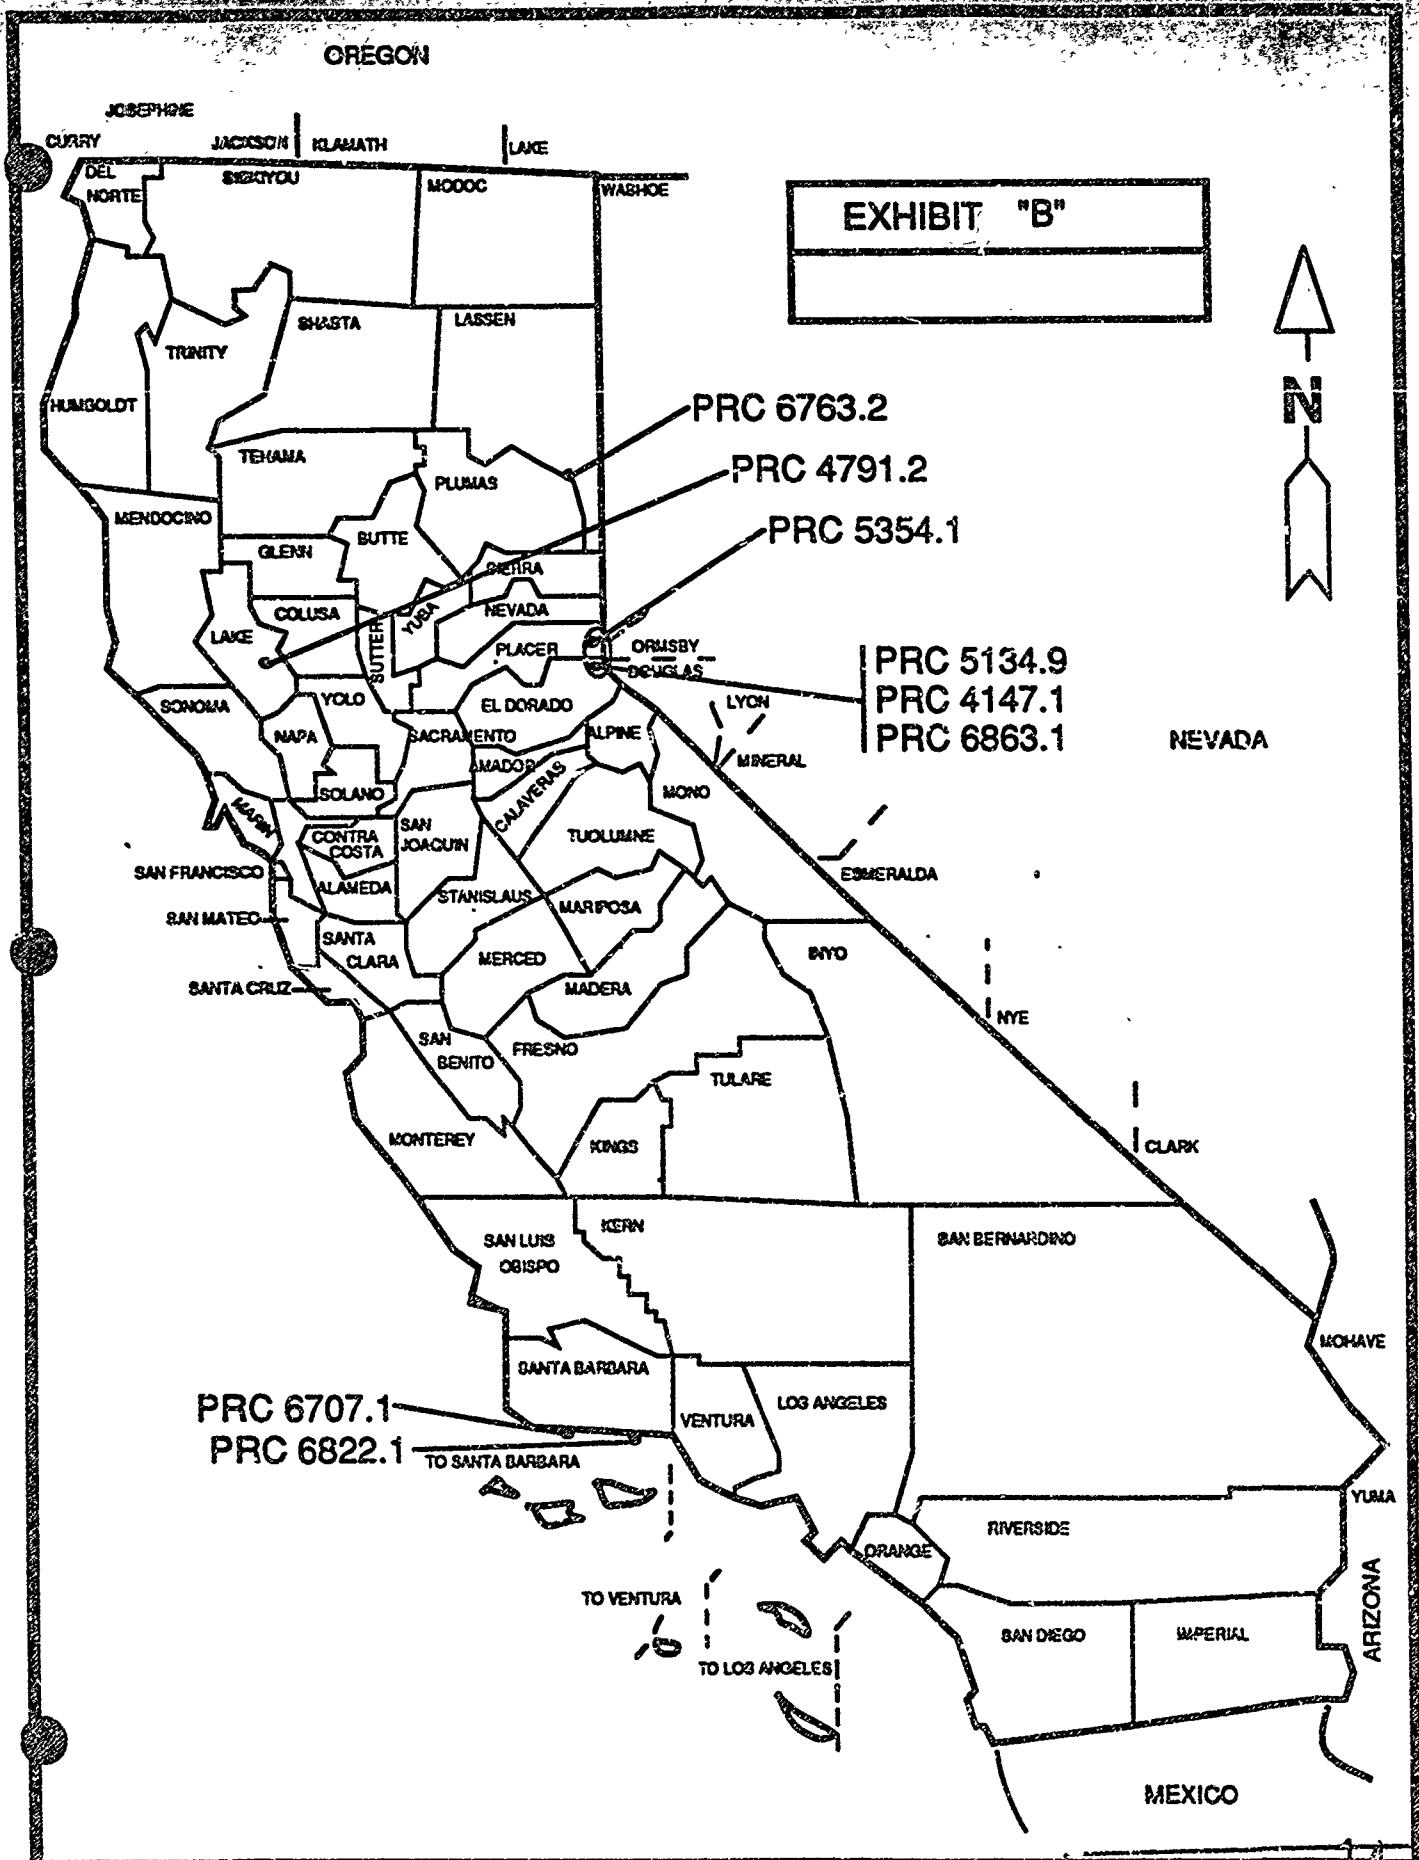 OREGON
JOSEPHINE
CURRY
JACKSON
KLAMATH
LAKE
DEL
NORTE
SISKIYOU
MODOC
WASHOE
EXHIBIT "B"
SHASTA
LASSEN
TRINITY
HUMBOLDT
N
PRC 6763.2
TEHAMA
PLUMAS
PRC 4791.2
MENDOCINO
BUTTE
GLENN
PRC 5354.1
SIERRA
COLUSA
YUBA
NEVADA
LAKE
SUTTER
PLACER
ORMSBY
DOUGLAS
PRC 5134.9
PRC 4147.1
PRC 6863.1
YOLO
SONOMA
EL DORADO
LYON
NAPA
SACRAMENTO
ALPINE
NEVADA
AMADOR
MINERAL
SOLANO
CALAVERAS
MONO
MARIN
CONTRA
COSTA
SAN
JOAQUIN
TUOLUMNE
SAN FRANCISCO
ALAMEDA
STANISLAUS
ESMERALDA
SAN MATEO
MARIPOSA
SANTA
CLARA
MERCED
INYO
SANTA CRUZ
MADERA
NYE
SAN
BENITO
FRESNO
TULARE
MONTEREY
KINGS
CLARK
SAN LUIS
OBISPO
KERN
SAN BERNARDINO
MOHAVE
SANTA BARBARA
PRC 6707.1
VENTURA
LOS ANGELES
PRC 6822.1
TO SANTA BARBARA
YUMA
RIVERSIDE
ORANGE
TO VENTURA
ARIZONA
SAN DIEGO
IMPERIAL
TO LOS ANGELES
MEXICO